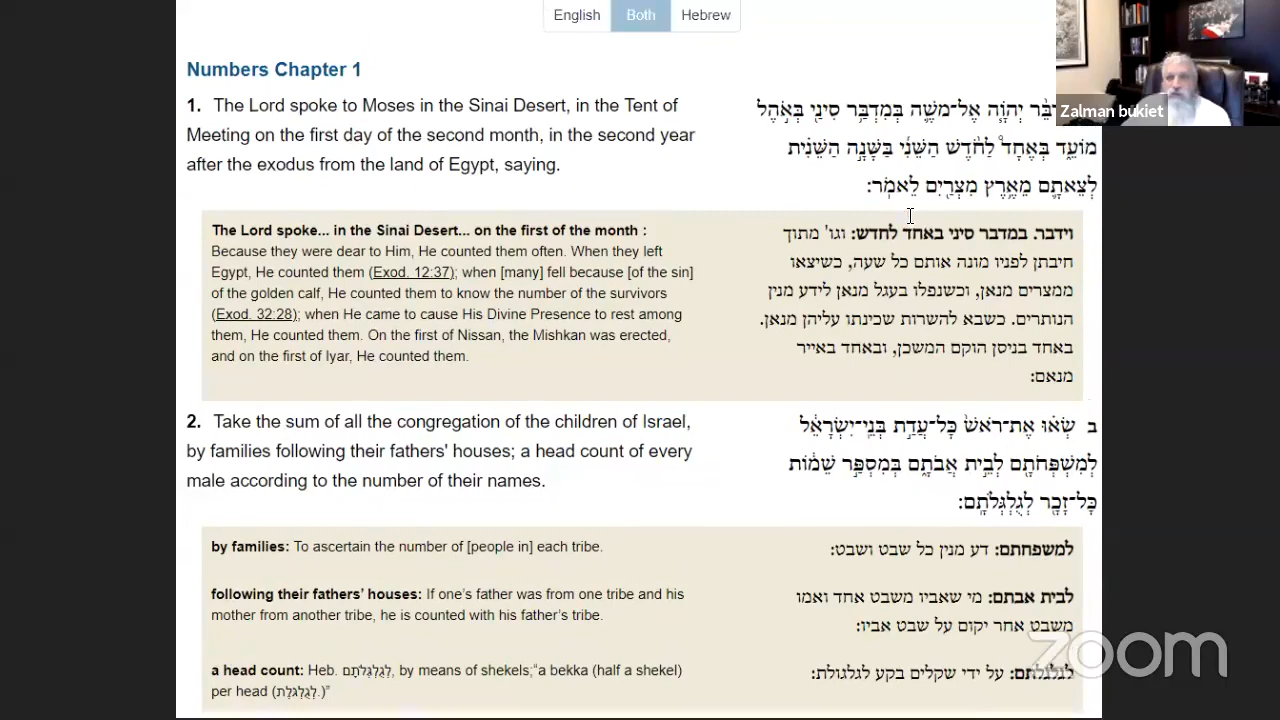 English Both Hebrew
Zalman bukiet
Numbers Chapter 1
1. The Lord spoke to Moses in the Sinai Desert, in the Tent of
Meeting on the first day of the second month, in the second year
after the exodus from the land of Egypt, saying.
יְהֹוָ֧ה אֶל־משֶׁ֛ה בְּמִדְבַּ֥ר סִינַ֖י בְּאֹ֣הֶל
מוֹעֵ֑ד בְּאֶחָד֩ לַחֹ֨דֶשׁ הַשֵּׁנִ֜י בַּשָּׁנָ֣ה הַשֵּׁנִ֗ית
לְצֵאתָ֛ם מֵאֶ֥רֶץ מִצְרַ֖יִם לֵאמֹֽר:
The Lord spoke... in the Sinai Desert... on the first of the month :
Because they were dear to Him, He counted them often. When they left
Egypt, He counted them (Exod. 12:37); when [many] fell because [of the sin]
of the golden calf, He counted them to know the number of the survivors
(Exod. 32:28); when He came to cause His Divine Presence to rest among
them, He counted them. On the first of Nissan, the Mishkan was erected,
and on the first of Iyar, He counted them.
וידבר. במדבר סיני באחד לחדש: וגו' מתוך
חיבתן לפניו מונה אותם כל שעה, כשיצאו
ממצרים מנאן, וכשנפלו בעגל מנאן לידע מנין
הנותרים. כשבא להשרות שכינתו עליהן מנאן.
באחד בניסן הוקם המשכן, ובאחד באייר
מנאם:
2. Take the sum of all the congregation of the children of Israel,
by families following their fathers' houses; a head count of every
male according to the number of their names.
ב שְׂא֗וּ אֶת־רֹאשׁ֙ כָּל־עֲדַ֣ת בְּנֵֽי־יִשְׂרָאֵ֔ל
לְמִשְׁפְּחֹתָ֖ם לְבֵ֣ית אֲבֹתָ֑ם בְּמִסְפַּ֣ר שֵׁמ֔וֹת
כָּל־זָכָ֖ר לְגֻלְגְּלֹתָֽם:
by families: To ascertain the number of [people in] each tribe.
למשפחתם: דע מנין כל שבט ושבט:
following their fathers' houses: If one's father was from one tribe and his
mother from another tribe, he is counted with his father's tribe.
לבית אבתם: מי שאביו משבט אחד ואמו
משבט אחר יקום על שבט אביו:
a head count: Heb. לְגֻלְגְּלֹתָם, by means of shekels;“a bekka (half a shekel)
per head (לַגֻּלְגֹּלֶת.)”
לגלגלתם: על ידי שקלים בקע לגלגולת:
zoom